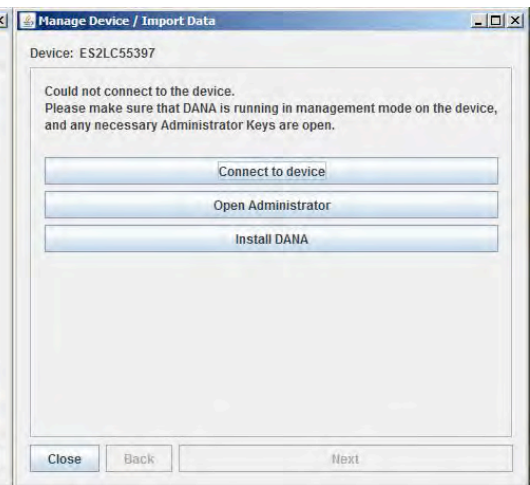 Manage Device / Import Data
Device: ES2LC55397
Could not connect to the device.
Please make sure that DANA is running in management mode on the device,
and any necessary Administrator Keys are open.
Connect to device
Open Administrator
Install DANA
Close Back Next